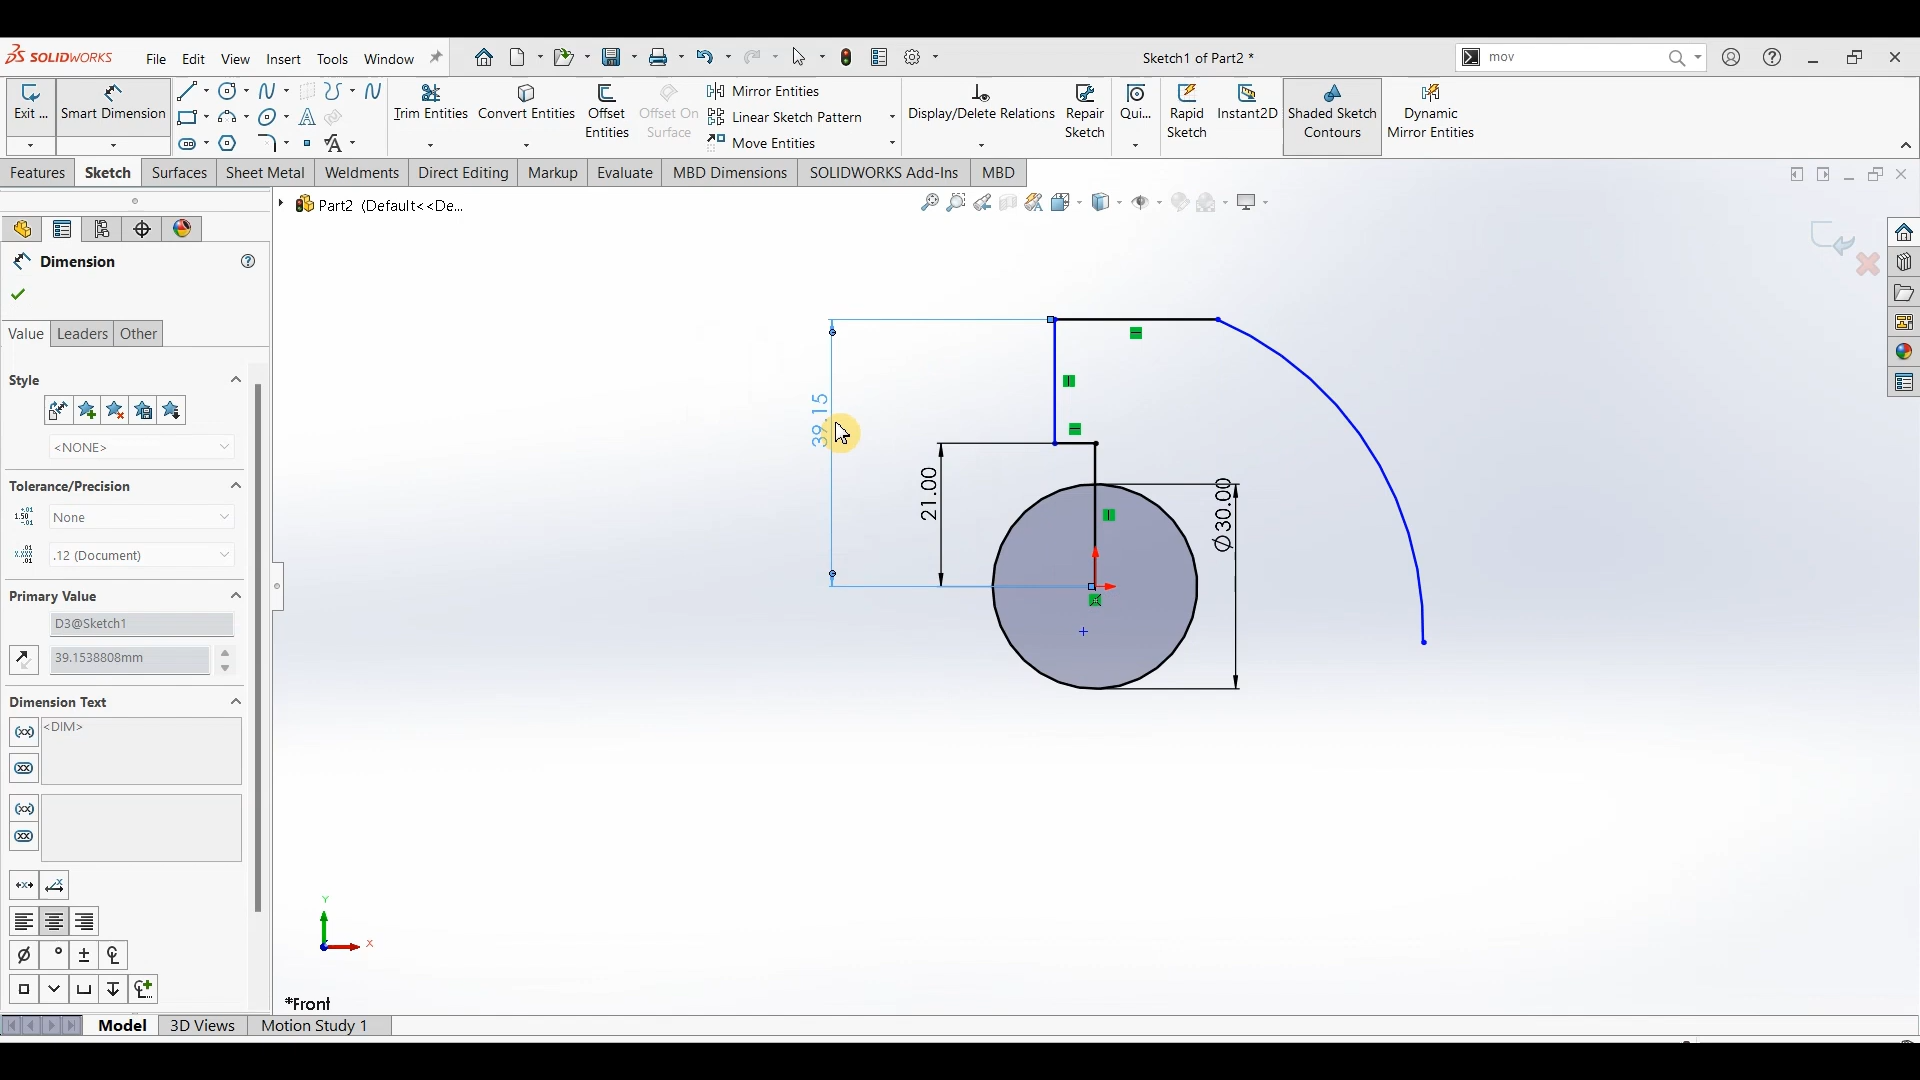 SOLIDWORKS File Edit View Insert Tools Window Sketch1 of Part2 * mov
Exit ... Smart Dimension Trim Entities Convert Entities Offset Entities Offset On Surface Mirror Entities Linear Sketch Pattern Move Entities Display/Delete Relations Repair Sketch Qui... Rapid Sketch Instant2D Shaded Sketch Contours Dynamic Mirror Entities
Features Sketch Surfaces Sheet Metal Weldments Direct Editing Markup Evaluate MBD Dimensions SOLIDWORKS Add-Ins MBD
Part2 (Default<<De...
Dimension
Value Leaders Other
Style
<NONE>
Tolerance/Precision
None
.12 (Document)
Primary Value
D3@Sketch1
39.1538808mm
Dimension Text
<DIM>
39.15
21.00
Ø30.00
Y
X
*Front
Model 3D Views Motion Study 1